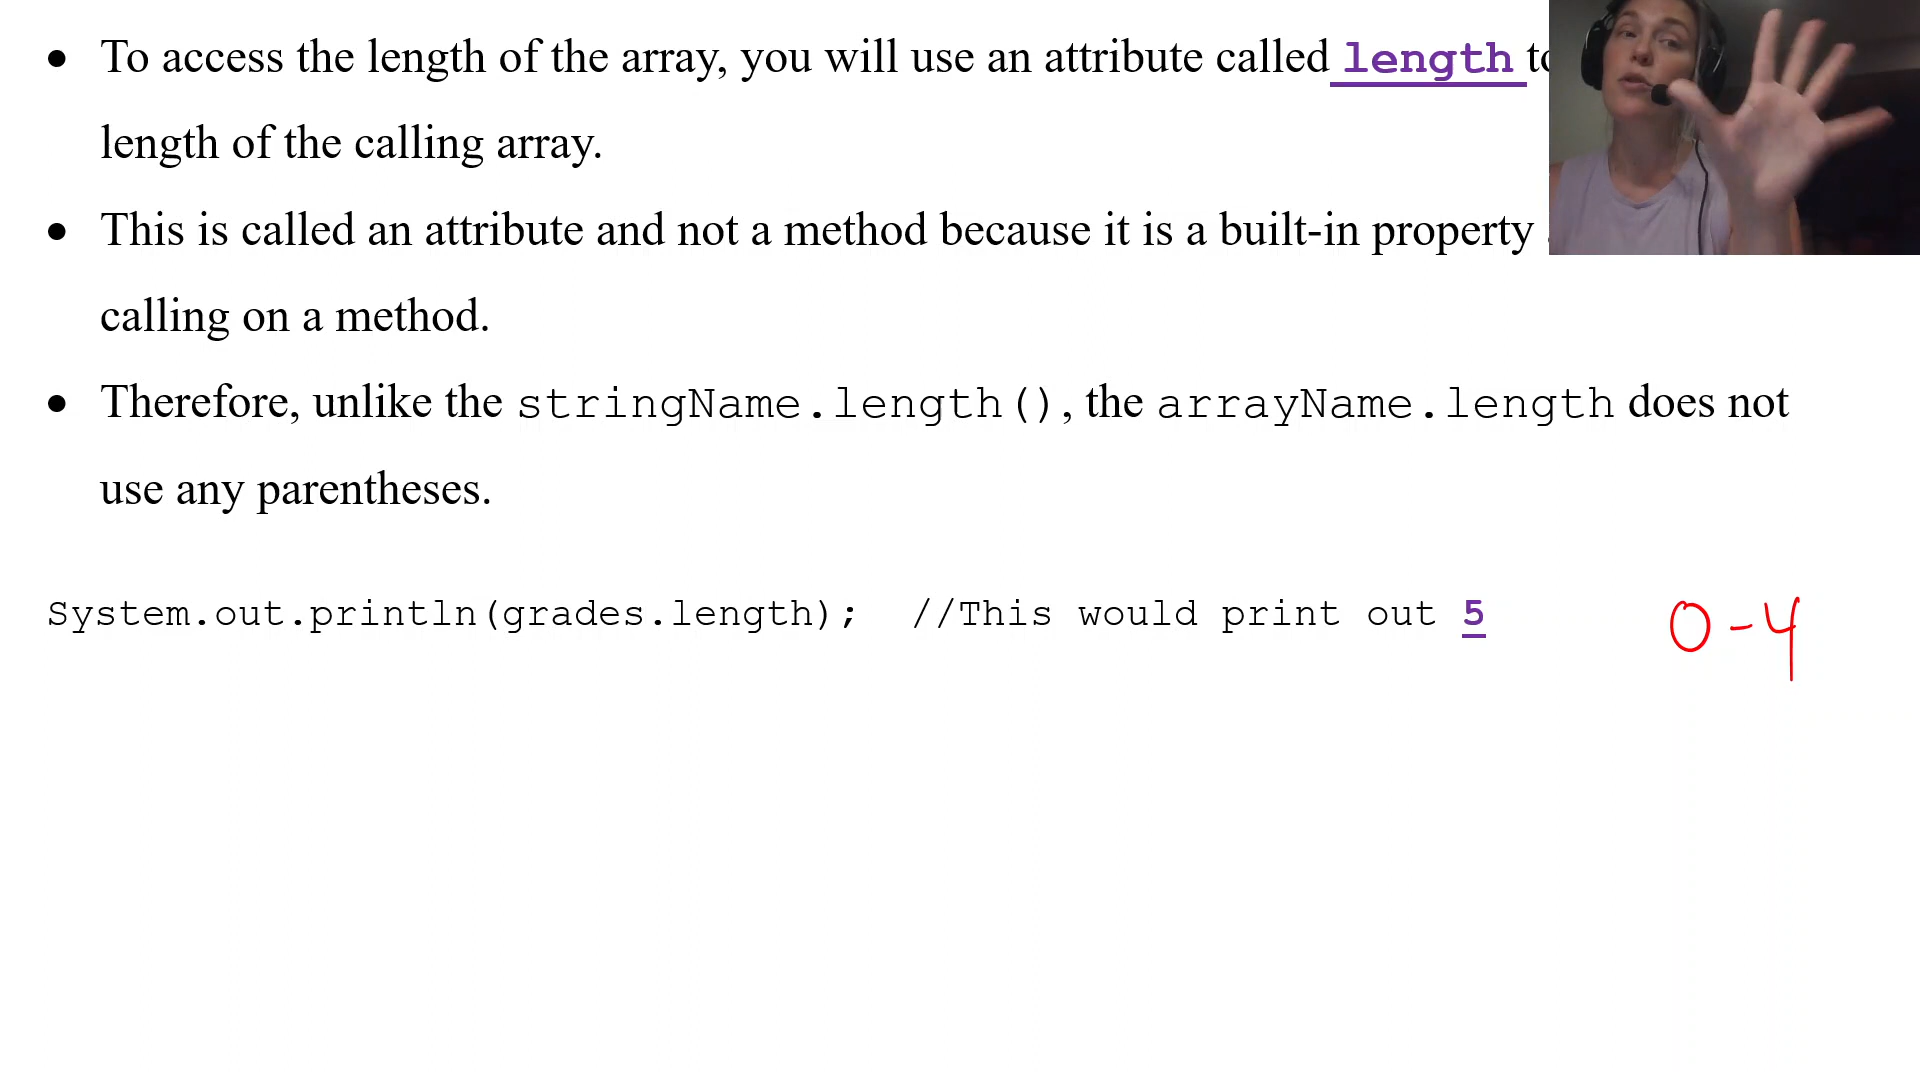 • To access the length of the array, you will use an attribute called length to
length of the calling array.
• This is called an attribute and not a method because it is a built-in property
calling on a method.
• Therefore, unlike the stringName.length(), the arrayName.length does not
use any parentheses.
System.out.println(grades.length); //This would print out 5
0-4